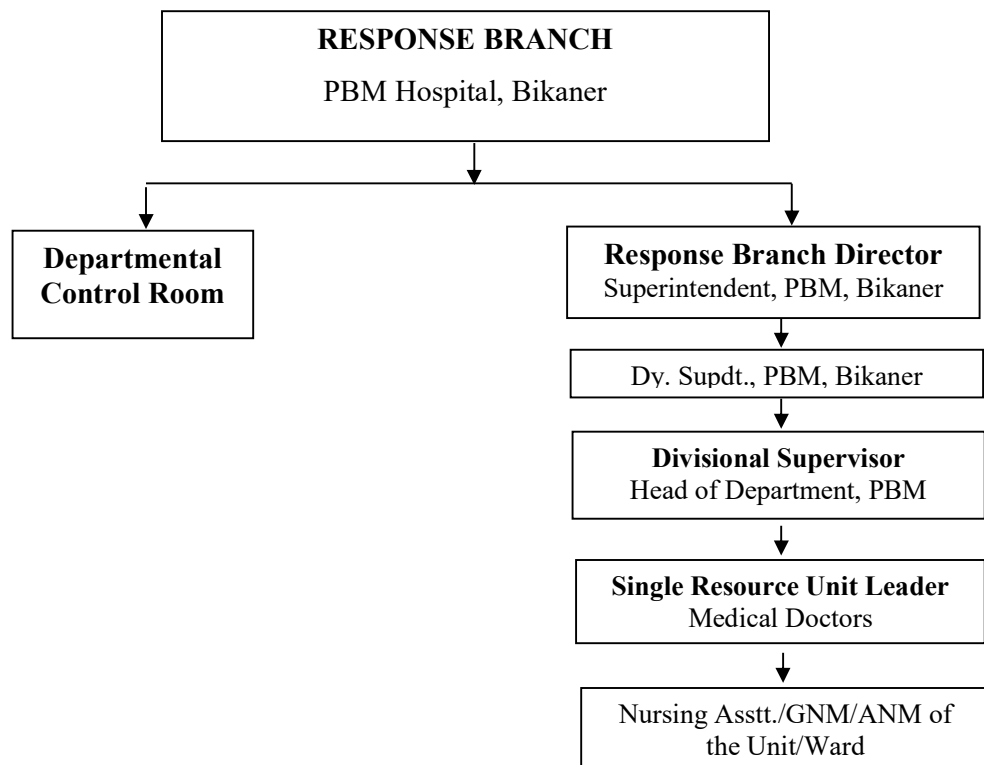 RESPONSE BRANCH
PBM Hospital, Bikaner
Departmental
Control Room
Response Branch Director
Superintendent, PBM, Bikaner
Dy. Supdt., PBM, Bikaner
Divisional Supervisor
Head of Department, PBM
Single Resource Unit Leader
Medical Doctors
Nursing Asstt./GNM/ANM of
the Unit/Ward